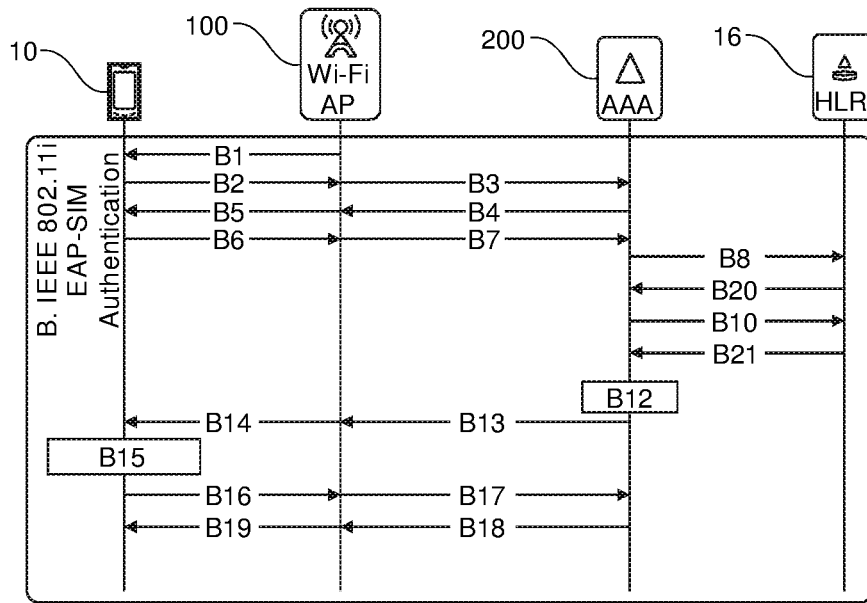 10
100
200
16
Wi-Fi
AP
AAA
HLR
B. IEEE 802.11i
EAP-SIM
Authentication
B1
B2 B3
B5 B4
B6 B7
B8
B20
B10
B21
B12
B14 B13
B15
B16 B17
B19 B18